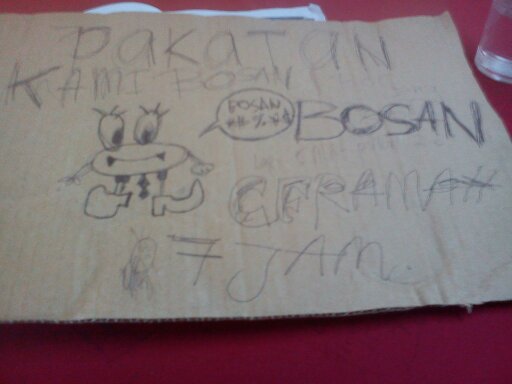 PAKATAN
KAMI BOSAN
BOSAN
##%*$
BOSAN
CERAMAH
7 JAM